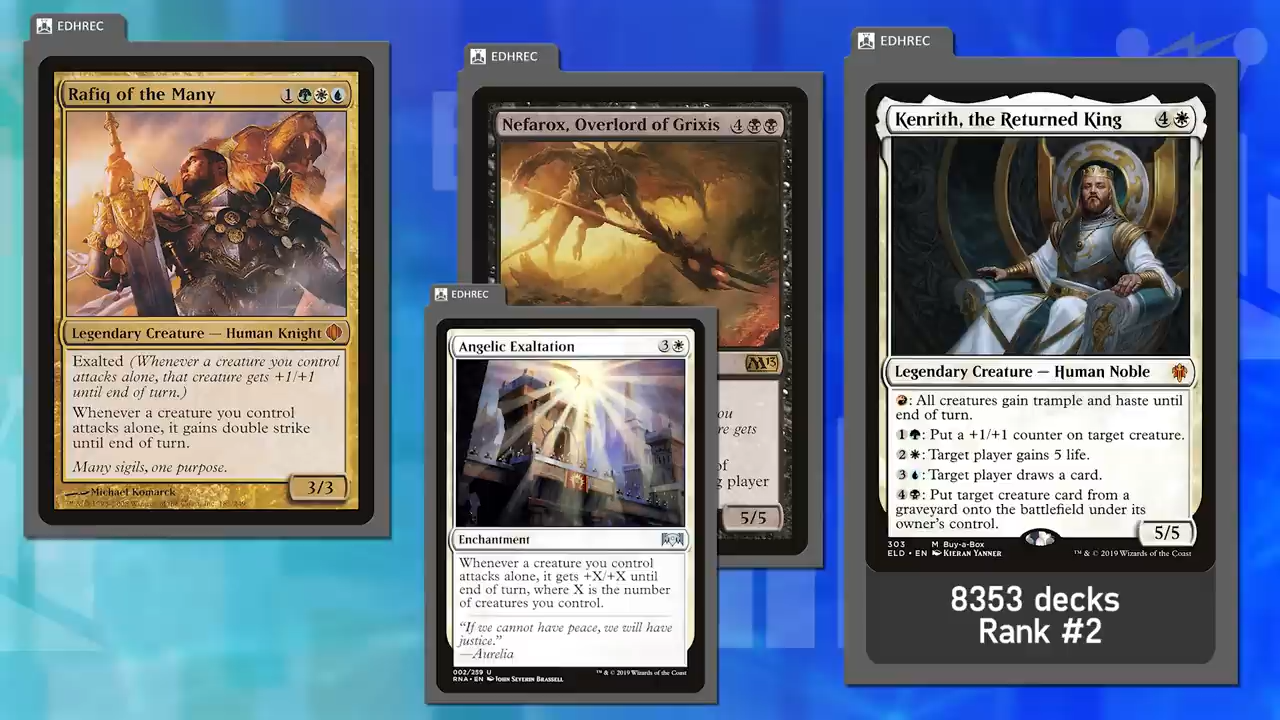 EDHREC
Rafiq of the Many 1
Legendary Creature — Human Knight
Exalted (Whenever a creature you control
attacks alone, that creature gets +1/+1
until end of turn.)
Whenever a creature you control
attacks alone, it gains double strike
until end of turn.
Many sigils, one purpose.
Michael Komarck
3/3
EDHREC
Nefarox, Overlord of Grixis 4
M13
you
re gets
of
g player
5/5
EDHREC
Angelic Exaltation 3
Enchantment
Whenever a creature you control
attacks alone, it gets +X/+X until
end of turn, where X is the number
of creatures you control.
“If we cannot have peace, we will have
justice.”
—Aurelia
002/259 U
RNA • EN John Severin Brassell ™ & © 2019 Wizards of the Coast
EDHREC
Kenrith, the Returned King 4
Legendary Creature — Human Noble
: All creatures gain trample and haste until
end of turn.
1 : Put a +1/+1 counter on target creature.
2 : Target player gains 5 life.
3 : Target player draws a card.
4 : Put target creature card from a
graveyard onto the battlefield under its
owner's control.
5/5
303 M Buy-a-Box
ELD • EN Kieran Yanner ™ & © 2019 Wizards of the Coast
8353 decks
Rank #2